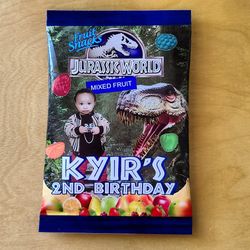 Fruit
Snacks
JURASSIC WORLD
MIXED FRUIT
KYIR'S
2ND BIRTHDAY